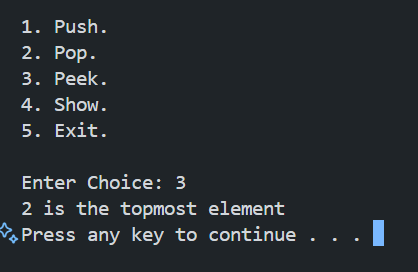 1. Push.
2. Pop.
3. Peek.
4. Show.
5. Exit.
Enter Choice: 3
2 is the topmost element
Press any key to continue . . .